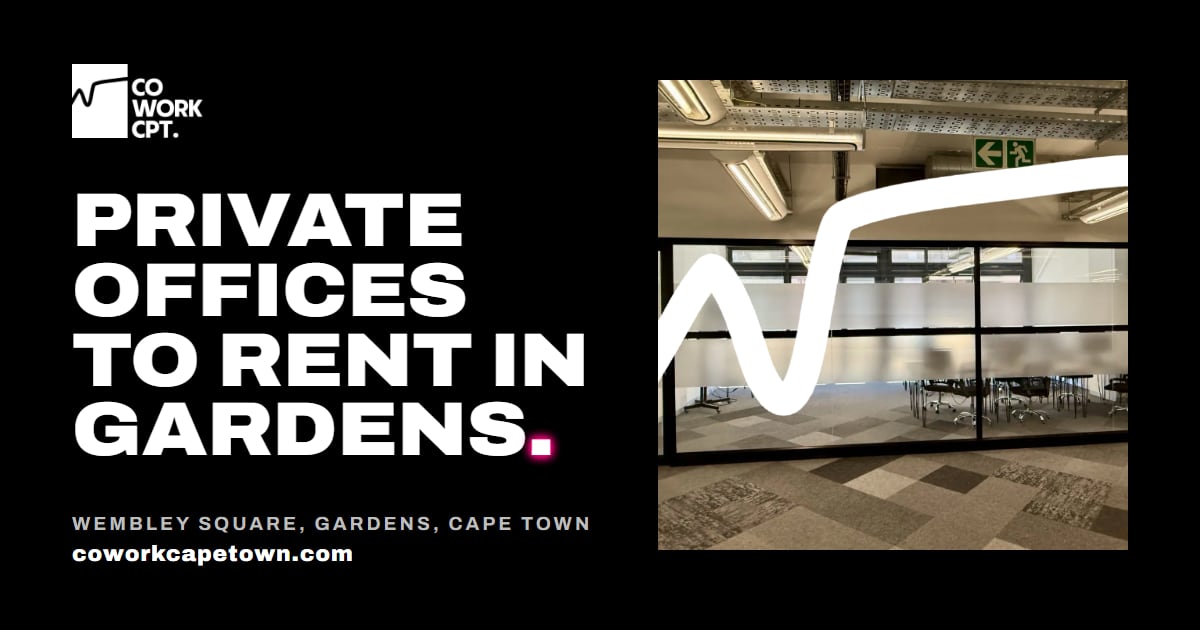 CO
WORK
CPT.
PRIVATE
OFFICES
TO RENT IN
GARDENS.
WEMBLEY SQUARE, GARDENS, CAPE TOWN
coworkcapetown.com